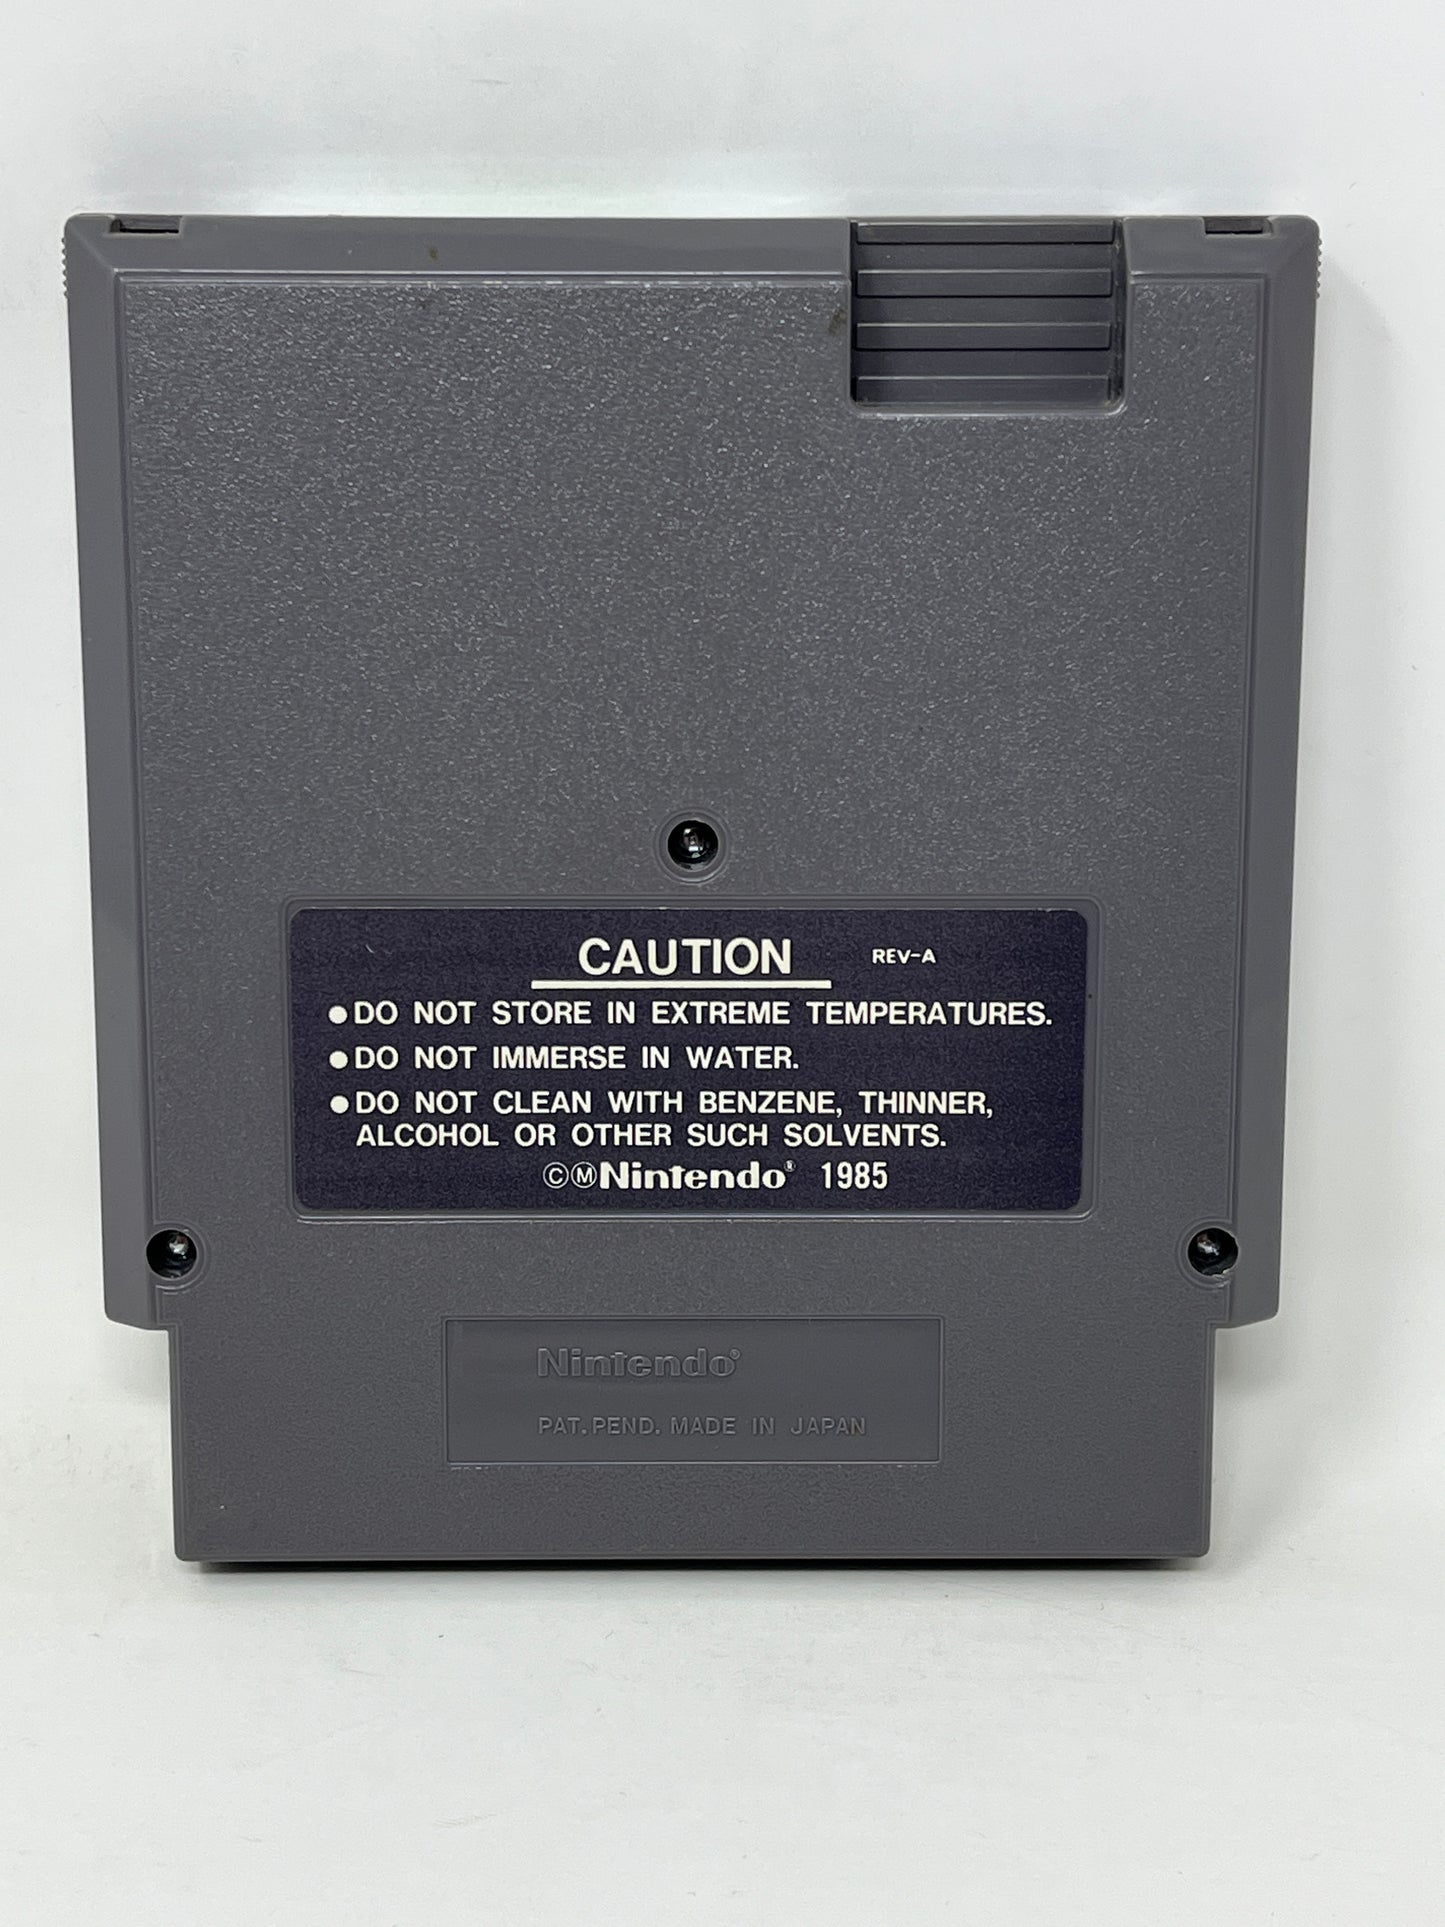 CAUTION REV-A
●DO NOT STORE IN EXTREME TEMPERATURES.
●DO NOT IMMERSE IN WATER.
●DO NOT CLEAN WITH BENZENE, THINNER,
ALCOHOL OR OTHER SUCH SOLVENTS.
©ⓂNintendo® 1985
Nintendo®
PAT. PEND. MADE IN JAPAN